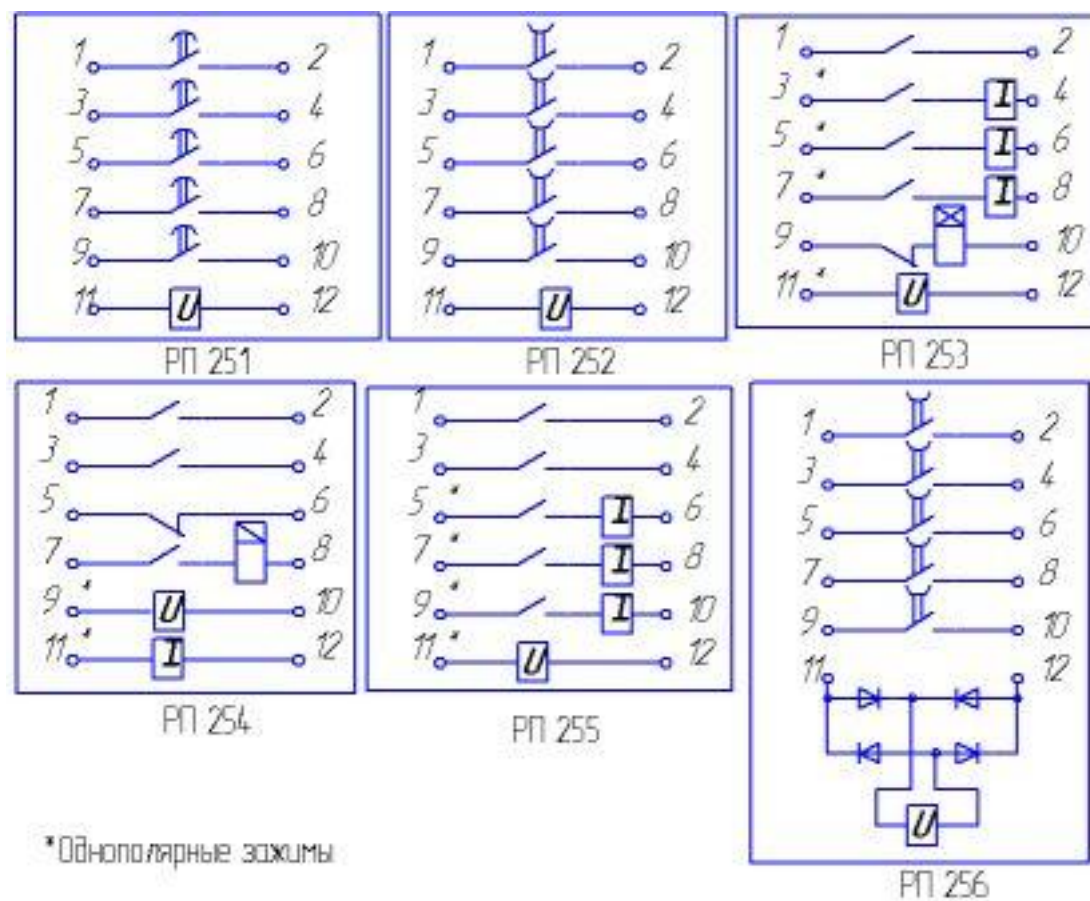 1 2
3 4
5 6
7 8
9 10
11 U 12
РП 251
1 2
3 4
5 6
7 8
9 10
11 U 12
РП 252
1 2
3 * I 4
5 * I 6
7 * I 8
9 10
11 * U 12
РП 253
1 2
3 4
5 6
7 8
9 * U 10
11 * I 12
РП 254
1 2
3 4
5 * I 6
7 * I 8
9 * I 10
11 * U 12
РП 255
1 2
3 4
5 6
7 8
9 10
11 12
U
РП 256
*Однополярные зажимы